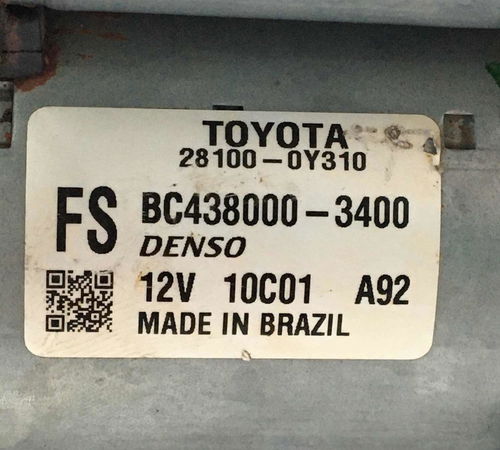 TOYOTA
28100-0Y310
FS BC438000-3400
DENSO
12V 10C01 A92
MADE IN BRAZIL